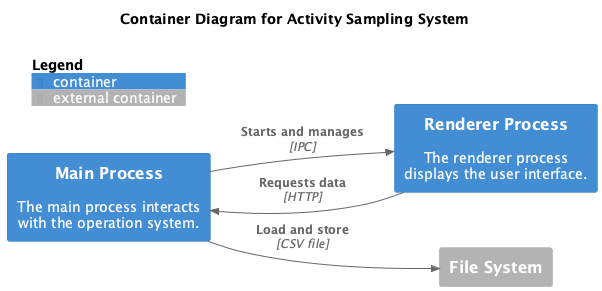 Container Diagram for Activity Sampling System
Legend
container
external container
Starts and manages
[IPC]
Renderer Process
The renderer process
displays the user interface.
Main Process
The main process interacts
with the operation system.
Requests data
[HTTP]
Load and store
[CSV file]
File System